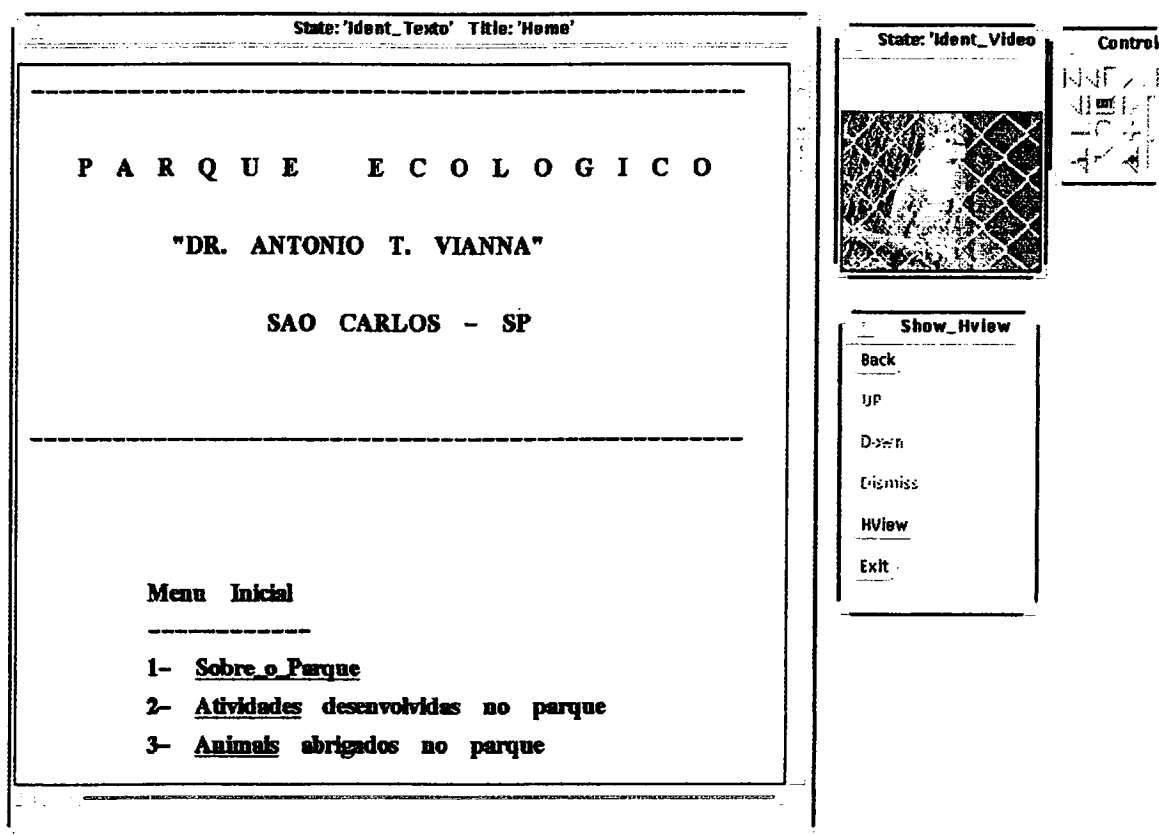 State: 'Ident_Texto' Title: 'Home'
P A R Q U E E C O L O G I C O
"DR. ANTONIO T. VIANNA"
SAO CARLOS - SP
Menu Inicial
1- Sobre_o_Parque
2- Atividades desenvolvidas no parque
3- Animais abrigados no parque
State: 'Ident_Video
Control
Show_Hview
Back
UP
Down
Dismiss
HView
Exit